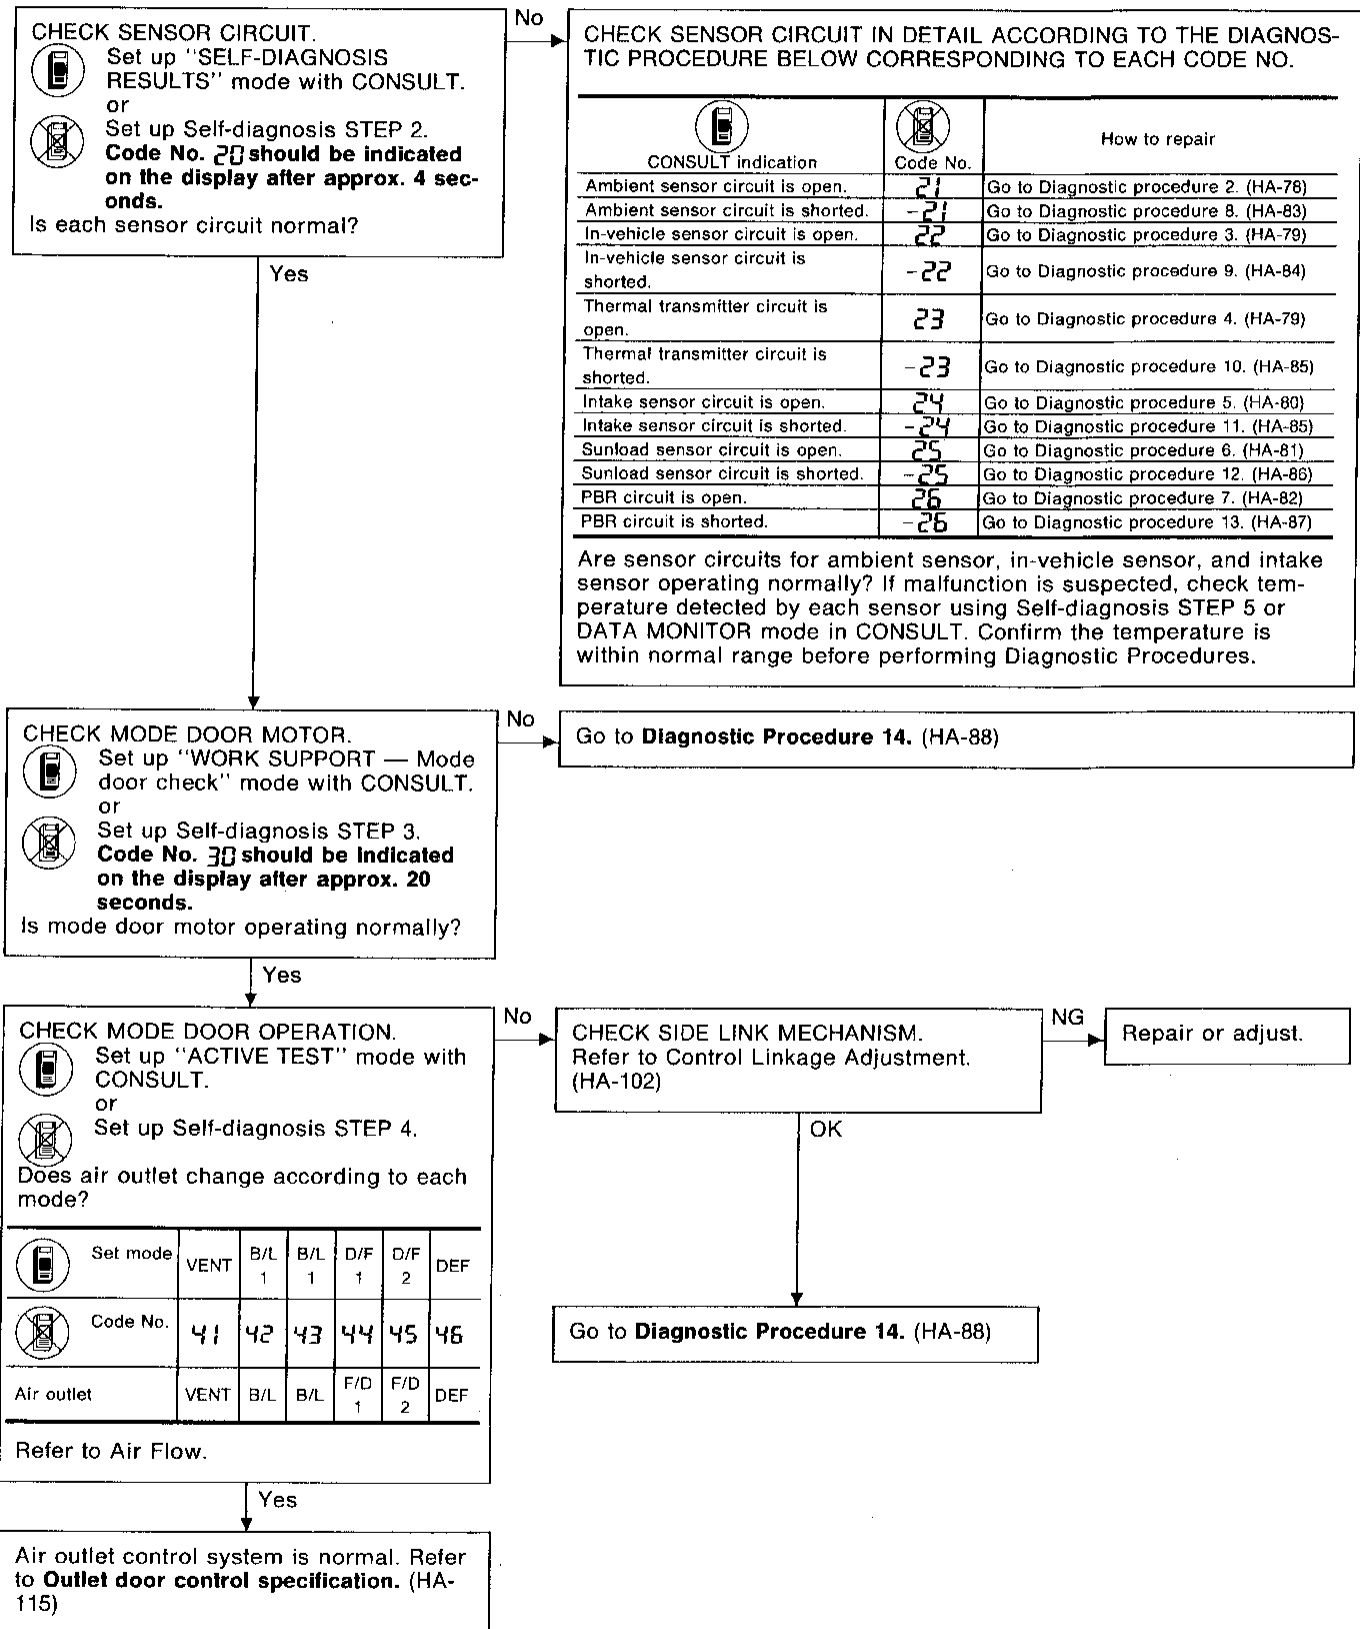 CHECK SENSOR CIRCUIT.
Set up "SELF-DIAGNOSIS
RESULTS" mode with CONSULT.
or
Set up Self-diagnosis STEP 2.
Code No. 20 should be indicated
on the display after approx. 4 sec-
onds.
Is each sensor circuit normal?
No
Yes
CHECK SENSOR CIRCUIT IN DETAIL ACCORDING TO THE DIAGNOS-
TIC PROCEDURE BELOW CORRESPONDING TO EACH CODE NO.
CONSULT indication Code No. How to repair
Ambient sensor circuit is open. 21 Go to Diagnostic procedure 2. (HA-78)
Ambient sensor circuit is shorted. -21 Go to Diagnostic procedure 8. (HA-83)
In-vehicle sensor circuit is open. 22 Go to Diagnostic procedure 3. (HA-79)
In-vehicle sensor circuit is
shorted. -22 Go to Diagnostic procedure 9. (HA-84)
Thermal transmitter circuit is
open. 23 Go to Diagnostic procedure 4. (HA-79)
Thermal transmitter circuit is
shorted. -23 Go to Diagnostic procedure 10. (HA-85)
Intake sensor circuit is open. 24 Go to Diagnostic procedure 5. (HA-80)
Intake sensor circuit is shorted. -24 Go to Diagnostic procedure 11. (HA-85)
Sunload sensor circuit is open. 25 Go to Diagnostic procedure 6. (HA-81)
Sunload sensor circuit is shorted. -25 Go to Diagnostic procedure 12. (HA-86)
PBR circuit is open. 26 Go to Diagnostic procedure 7. (HA-82)
PBR circuit is shorted. -26 Go to Diagnostic procedure 13. (HA-87)
Are sensor circuits for ambient sensor, in-vehicle sensor, and intake
sensor operating normally? If malfunction is suspected, check tem-
perature detected by each sensor using Self-diagnosis STEP 5 or
DATA MONITOR mode in CONSULT. Confirm the temperature is
within normal range before performing Diagnostic Procedures.
CHECK MODE DOOR MOTOR.
Set up "WORK SUPPORT — Mode
door check" mode with CONSULT.
or
Set up Self-diagnosis STEP 3.
Code No. 30 should be indicated
on the display after approx. 20
seconds.
Is mode door motor operating normally?
No
Go to Diagnostic Procedure 14. (HA-88)
Yes
CHECK MODE DOOR OPERATION.
Set up "ACTIVE TEST" mode with
CONSULT.
or
Set up Self-diagnosis STEP 4.
Does air outlet change according to each
mode?
Set mode VENT B/L 1 B/L 1 D/F 1 D/F 2 DEF
Code No. 41 42 43 44 45 46
Air outlet VENT B/L B/L F/D 1 F/D 2 DEF
Refer to Air Flow.
No
CHECK SIDE LINK MECHANISM.
Refer to Control Linkage Adjustment.
(HA-102)
NG
Repair or adjust.
OK
Go to Diagnostic Procedure 14. (HA-88)
Yes
Air outlet control system is normal. Refer
to Outlet door control specification. (HA-
115)